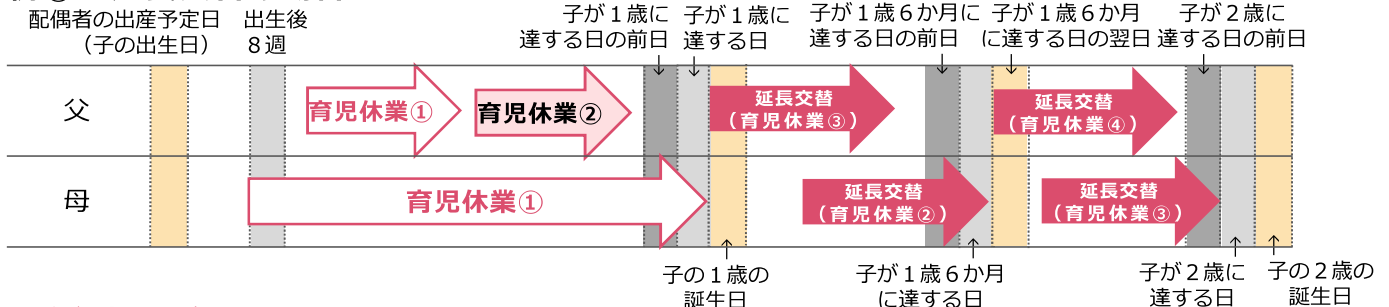 配偶者の出産予定日
（子の出生日）
出生後
８週
子が１歳に
達する日の前日
子が１歳に
達する日
子が１歳６か月に
達する日の前日
子が１歳６か月
に達する日の翌日
子が２歳に
達する日の前日
父
育児休業①
育児休業②
延長交替
（育児休業③）
延長交替
（育児休業④）
母
育児休業①
延長交替
（育児休業②）
延長交替
（育児休業③）
子の１歳の
誕生日
子が１歳６か月
に達する日
子が２歳に
達する日
子の２歳の
誕生日